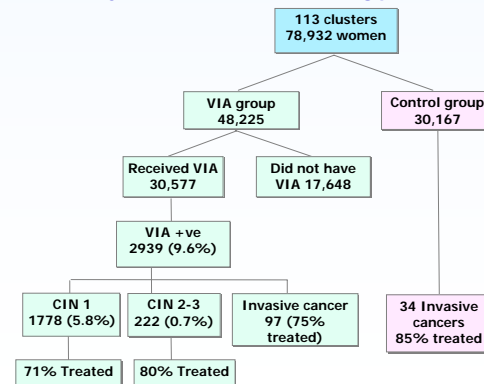 113 clusters
78,932 women
VIA group
48,225
Control group
30,167
Received VIA
30,577
Did not have
VIA 17,648
VIA +ve
2939 (9.6%)
CIN 1
1778 (5.8%)
CIN 2-3
222 (0.7%)
Invasive cancer
97 (75%
treated)
34 Invasive
cancers
85% treated
71% Treated
80% Treated